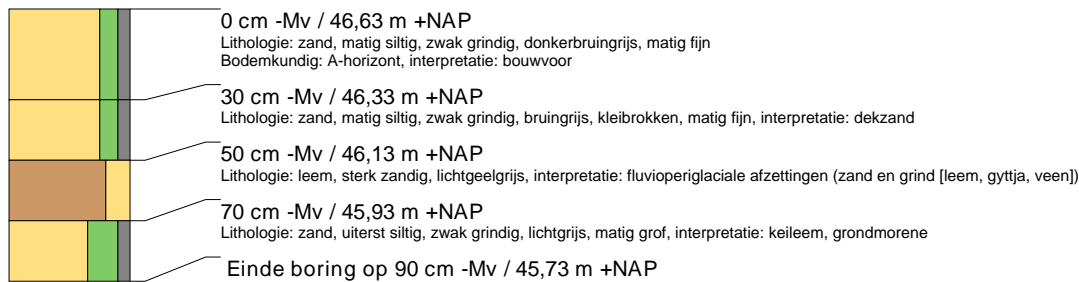 0 cm -Mv / 46,63 m +NAP
Lithologie: zand, matig siltig, zwak grindig, donkerbruingrijs, matig fijn
Bodemkundig: A-horizont, interpretatie: bouwvoor
30 cm -Mv / 46,33 m +NAP
Lithologie: zand, matig siltig, zwak grindig, bruingrijs, kleibrokken, matig fijn, interpretatie: dekzand
50 cm -Mv / 46,13 m +NAP
Lithologie: leem, sterk zandig, lichtgeelgrijs, interpretatie: fluvioperiglaciale afzettingen (zand en grind [leem, gyttja, veen])
70 cm -Mv / 45,93 m +NAP
Lithologie: zand, uiterst siltig, zwak grindig, lichtgrijs, matig grof, interpretatie: keileem, grondmorene
Einde boring op 90 cm -Mv / 45,73 m +NAP